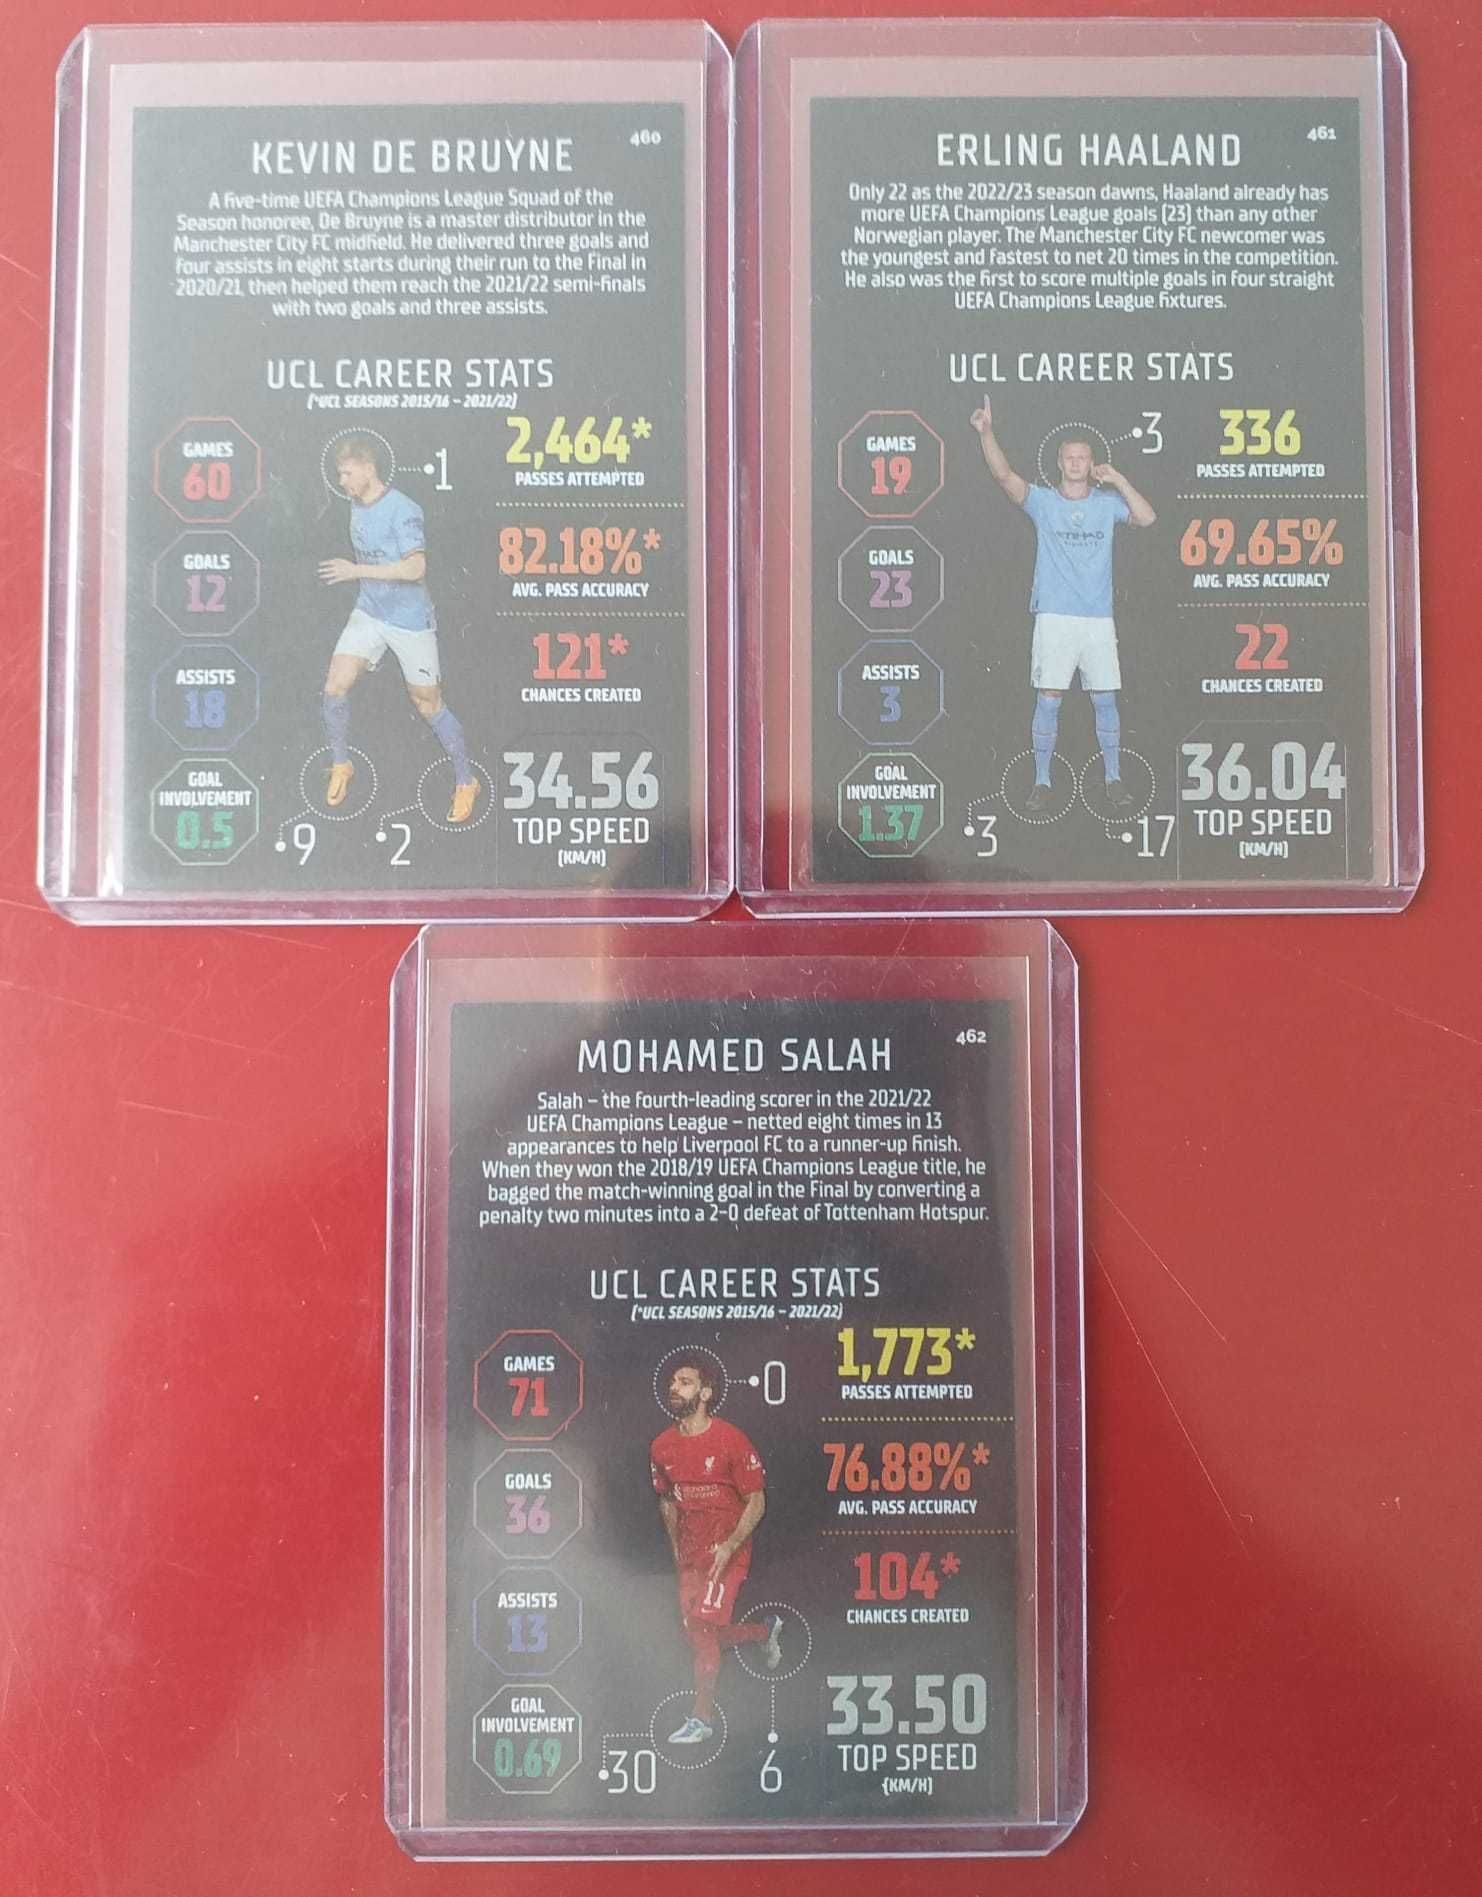 KEVIN DE BRUYNE
460
A five-time UEFA Champions League Squad of the
Season honoree, De Bruyne is a master distributor in the
Manchester City FC midfield. He delivered three goals and
four assists in eight starts during their run to the Final in
2020/21, then helped them reach the 2021/22 semi-finals
with two goals and three assists.
UCL CAREER STATS
(*UCL SEASONS 2015/16 – 2021/22)
GAMES
60
GOALS
12
ASSISTS
18
GOAL
INVOLVEMENT
0.5
1
9
2
2,464*
PASSES ATTEMPTED
82.18%*
AVG. PASS ACCURACY
121*
CHANCES CREATED
34.56
TOP SPEED
(KM/H)
ERLING HAALAND
461
Only 22 as the 2022/23 season dawns, Haaland already has
more UEFA Champions League goals (23) than any other
Norwegian player. The Manchester City FC newcomer was
the youngest and fastest to net 20 times in the competition.
He also was the first to score multiple goals in four straight
UEFA Champions League fixtures.
UCL CAREER STATS
GAMES
19
GOALS
23
ASSISTS
3
GOAL
INVOLVEMENT
1.37
3
ETIHAD
3
17
336
PASSES ATTEMPTED
69.65%
AVG. PASS ACCURACY
22
CHANCES CREATED
36.04
TOP SPEED
(KM/H)
MOHAMED SALAH
462
Salah – the fourth-leading scorer in the 2021/22
UEFA Champions League – netted eight times in 13
appearances to help Liverpool FC to a runner-up finish.
When they won the 2018/19 UEFA Champions League title, he
bagged the match-winning goal in the Final by converting a
penalty two minutes into a 2-0 defeat of Tottenham Hotspur.
UCL CAREER STATS
(*UCL SEASONS 2015/16 – 2021/22)
GAMES
71
GOALS
36
ASSISTS
13
GOAL
INVOLVEMENT
0.69
0
11
30
6
1,773*
PASSES ATTEMPTED
76.88%*
AVG. PASS ACCURACY
104*
CHANCES CREATED
33.50
TOP SPEED
(KM/H)